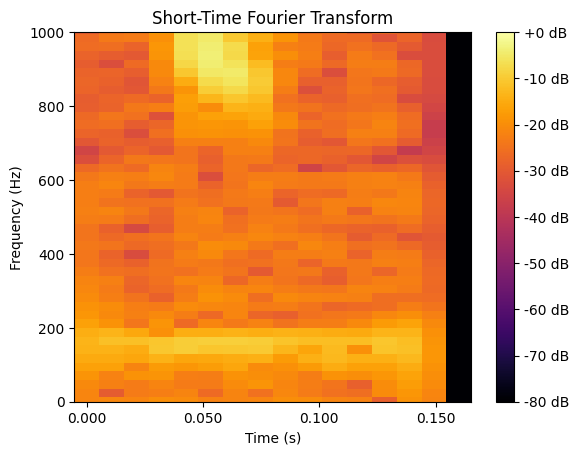 Short-Time Fourier Transform
1000
800
600
400
200
0
Frequency (Hz)
0.000
0.050
0.100
0.150
Time (s)
+0 dB
-10 dB
-20 dB
-30 dB
-40 dB
-50 dB
-60 dB
-70 dB
-80 dB